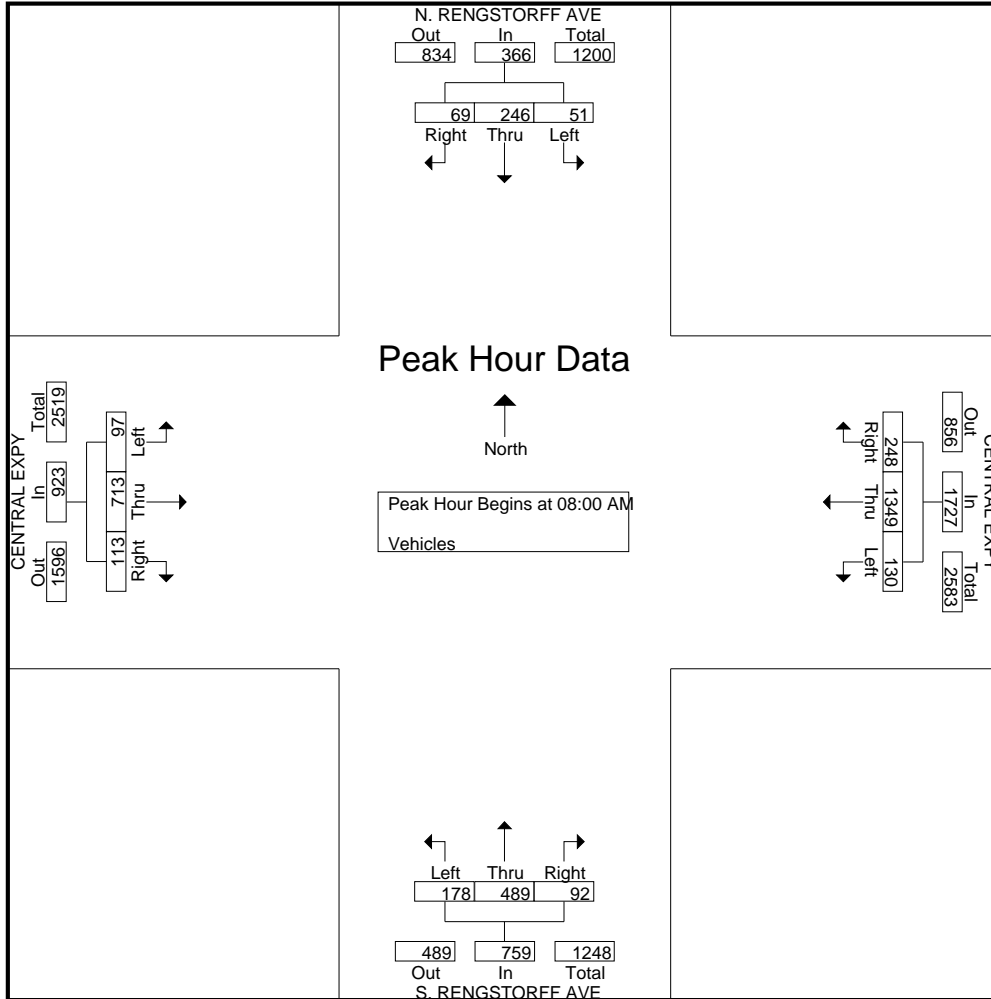 N. RENGSTORFF AVE
Out In Total
834 366 1200
69 246 51
Right Thru Left
Peak Hour Data
North
Peak Hour Begins at 08:00 AM
Vehicles
CENTRAL EXPY
Total In Out
2519 923 1596
97 713 113
Left Thru Right
Right Thru Left
248 1349 130
856 1727 2583
Out In Total
CENTRAL EXPY
Left Thru Right
178 489 92
489 759 1248
Out In Total
S. RENGSTORFF AVE